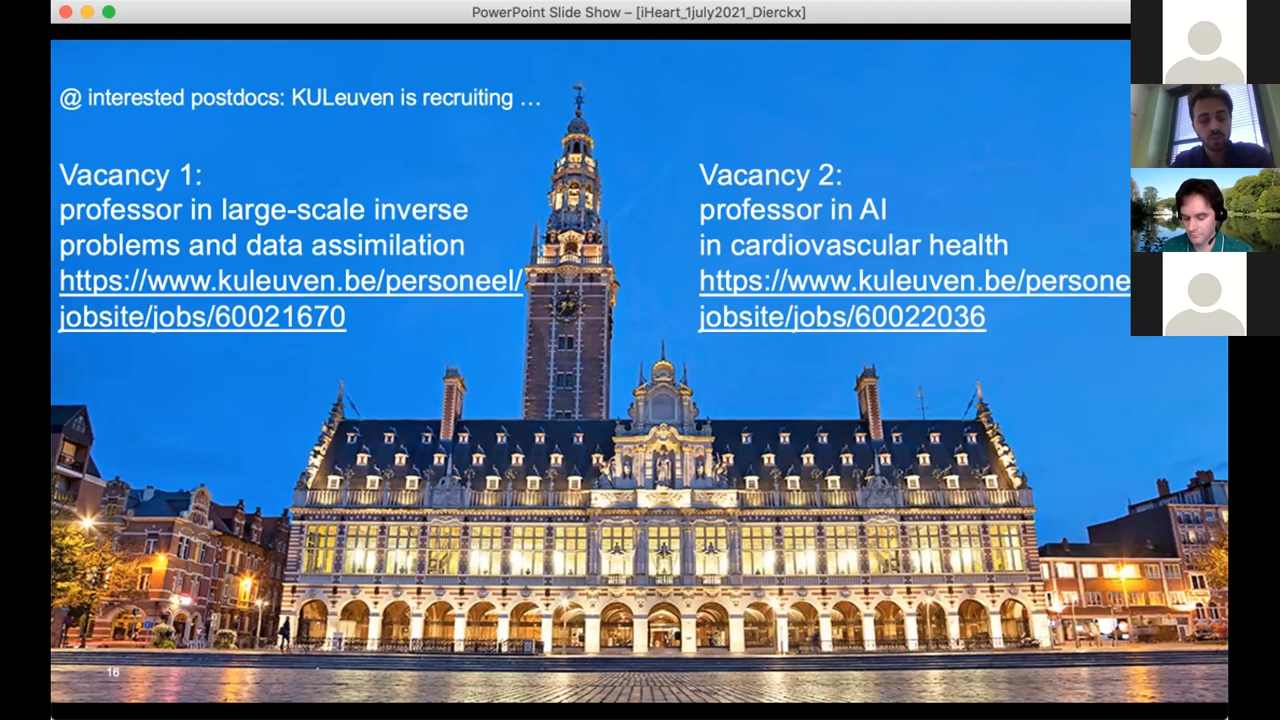 PowerPoint Slide Show – [iHeart_1july2021_Dierckx]
@ interested postdocs: KULeuven is recruiting …
Vacancy 1:
professor in large-scale inverse
problems and data assimilation
https://www.kuleuven.be/personeel/
jobsite/jobs/60021670
Vacancy 2:
professor in AI
in cardiovascular health
https://www.kuleuven.be/persone
jobsite/jobs/60022036
16